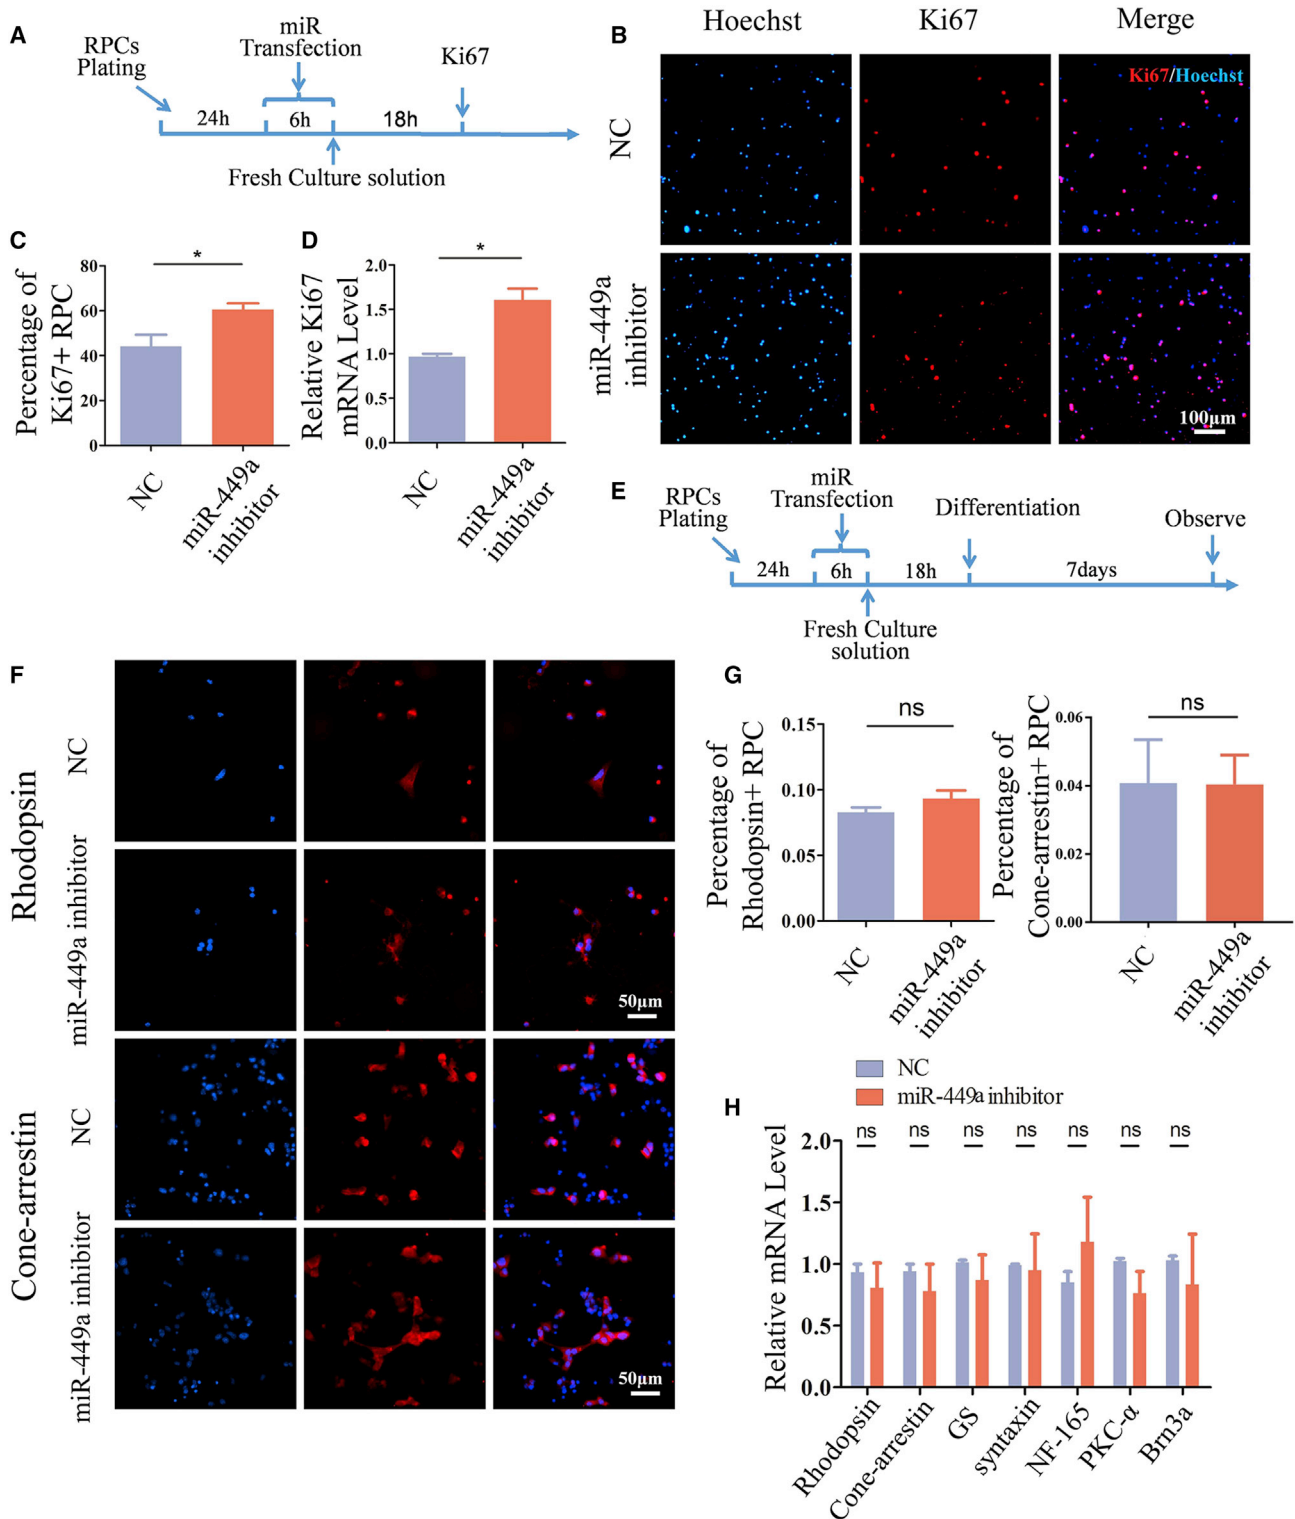 A
RPCs
Plating
miR
Transfection
Ki67
24h
6h
18h
Fresh Culture solution
B
Hoechst
Ki67
Merge
NC
Ki67/Hoechst
miR-449a
inhibitor
100μm
C
Percentage of
Ki67+ RPC
80
60
40
20
0
*
NC
miR-449a
inhibitor
D
Relative Ki67
mRNA Level
2.0
1.5
1.0
0.5
0.0
*
NC
miR-449a
inhibitor
E
RPCs
Plating
miR
Transfection
Differentiation
Observe
24h
6h
18h
7days
Fresh Culture
solution
F
Rhodopsin
NC
miR-449a inhibitor
50μm
Cone-arrestin
NC
miR-449a inhibitor
50μm
G
Percentage of
Rhodopsin+ RPC
0.15
0.10
0.05
0.00
ns
NC
miR-449a
inhibitor
Percentage of
Cone-arrestin+ RPC
0.06
0.04
0.02
0.00
ns
NC
miR-449a
inhibitor
H
NC
miR-449a inhibitor
Relative mRNA Level
2.0
1.5
1.0
0.5
0.0
ns ns ns ns ns ns ns
Rhodopsin
Cone-arrestin
GS
syntaxin
NF-165
PKC-α
Brn3a